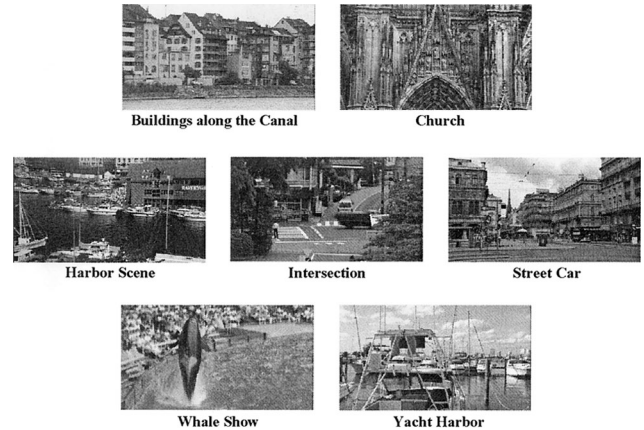 Buildings along the Canal
Church
Harbor Scene
Intersection
Street Car
Whale Show
Yacht Harbor